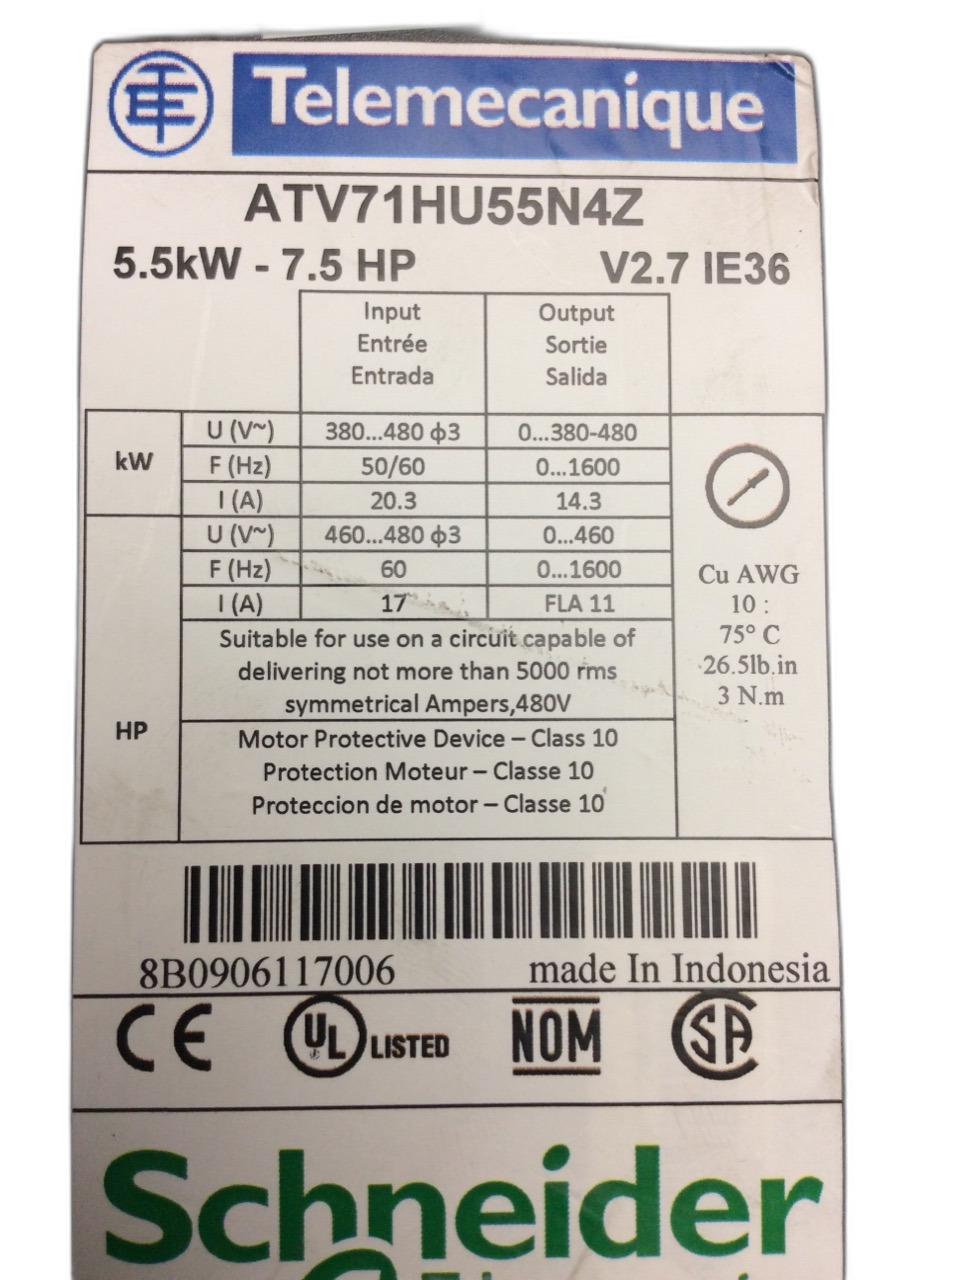 Telemecanique
ATV71HU55N4Z
5.5kW - 7.5 HP V2.7 IE36
Input Output
Entrée Sortie
Entrada Salida
kW
U (V~) 380...480 ϕ3 0...380-480
F (Hz) 50/60 0...1600
I (A) 20.3 14.3
U (V~) 460...480 ϕ3 0...460
F (Hz) 60 0...1600
I (A) 17 FLA 11
Cu AWG
10 :
75° C
26.5lb.in
3 N.m
HP
Suitable for use on a circuit capable of
delivering not more than 5000 rms
symmetrical Ampers,480V
Motor Protective Device – Class 10
Protection Moteur – Classe 10
Proteccion de motor – Classe 10
8B0906117006 made In Indonesia
CE UL LISTED NOM SA
Schneider